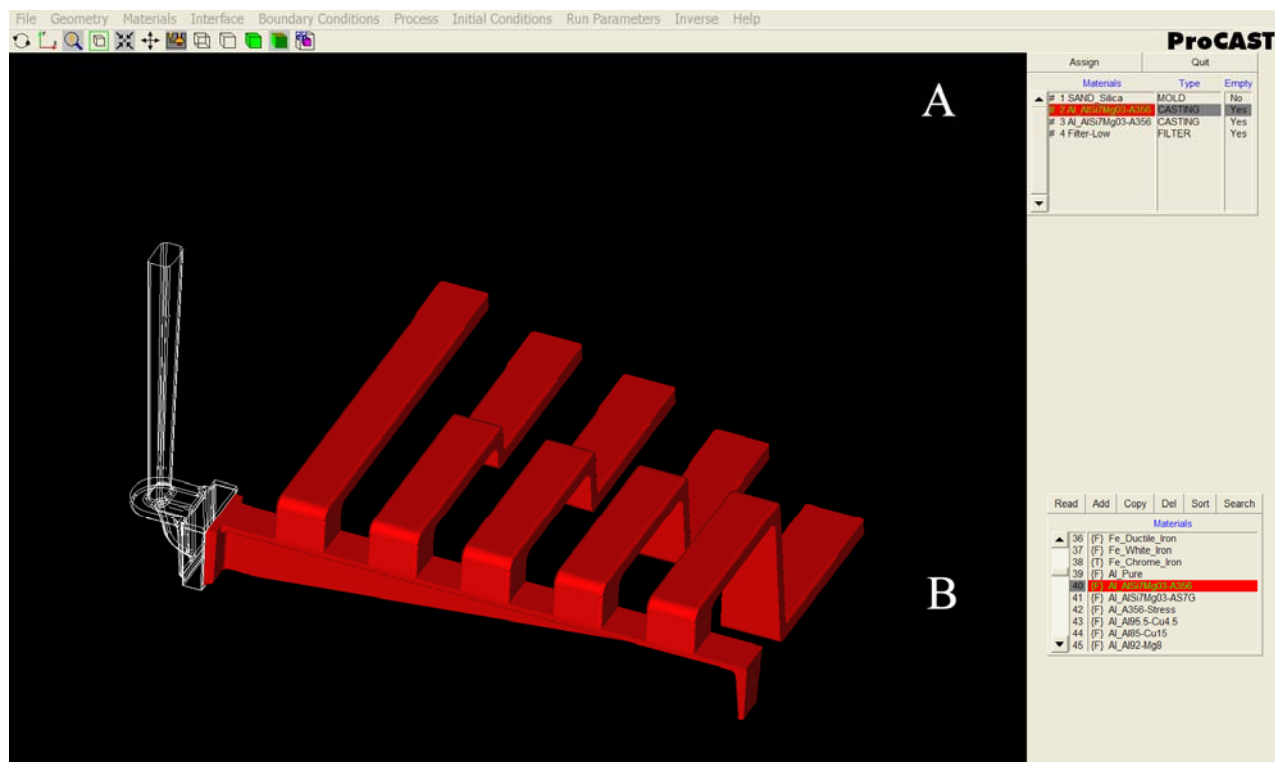 File Geometry Materials Interface Boundary Conditions Process Initial Conditions Run Parameters Inverse Help
ProCAST
Assign Quit
Materials Type Empty
# 1 SAND_Silica MOLD No
# 2 Al_AlSi7Mg03-A356 CASTING Yes
# 3 Al_AlSi7Mg03-A356 CASTING Yes
# 4 Filter-Low FILTER Yes
A
B
Read Add Copy Del Sort Search
Materials
36 {F} Fe_Ductile_Iron
37 {F} Fe_White_Iron
38 {T} Fe_Chrome_Iron
39 {F} Al_Pure
40 {F} Al_AlSi7Mg03-A356
41 {F} Al_AlSi7Mg03-AS7G
42 {F} Al_A356-Stress
43 {F} Al_Al95.5-Cu4.5
44 {F} Al_Al85-Cu15
45 {F} Al_Al92-Mg8